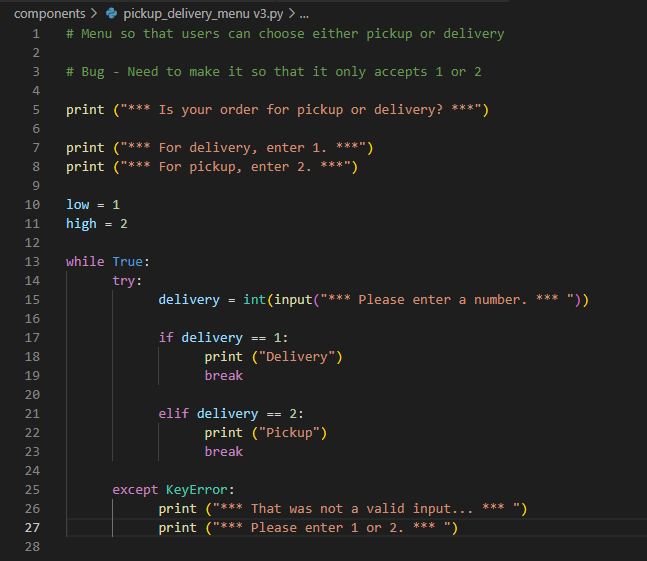 components > pickup_delivery_menu v3.py > ...
1 # Menu so that users can choose either pickup or delivery
2
3 # Bug - Need to make it so that it only accepts 1 or 2
4
5 print ("*** Is your order for pickup or delivery? ***")
6
7 print ("*** For delivery, enter 1. ***")
8 print ("*** For pickup, enter 2. ***")
9
10 low = 1
11 high = 2
12
13 while True:
14     try:
15         delivery = int(input("*** Please enter a number. *** "))
16
17         if delivery == 1:
18             print ("Delivery")
19             break
20
21         elif delivery == 2:
22             print ("Pickup")
23             break
24
25     except KeyError:
26         print ("*** That was not a valid input... *** ")
27         print ("*** Please enter 1 or 2. *** ")
28